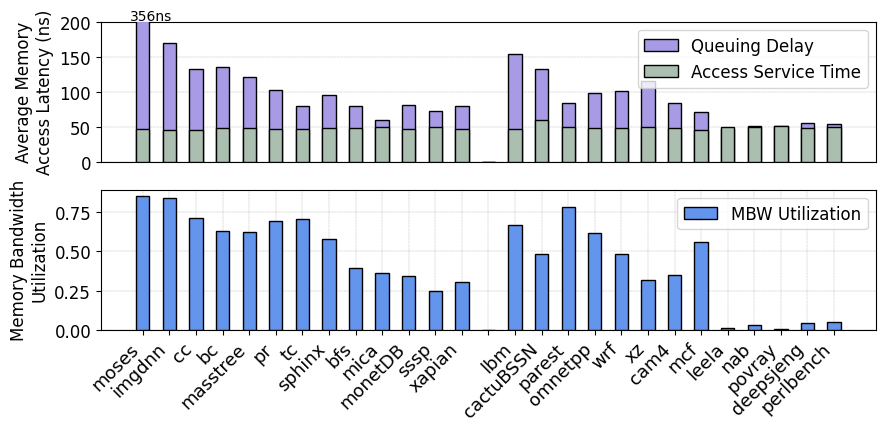 356ns
Average Memory
Access Latency (ns)
200
150
100
50
0
Queuing Delay
Access Service Time
Memory Bandwidth
Utilization
0.75
0.50
0.25
0.00
MBW Utilization
moses
imgdnn
cc
bc
masstree
pr
tc
sphinx
bfs
mica
monetDB
sssp
xapian
lbm
cactuBSSN
parest
omnetpp
wrf
xz
cam4
mcf
leela
nab
povray
deepsjeng
perlbench